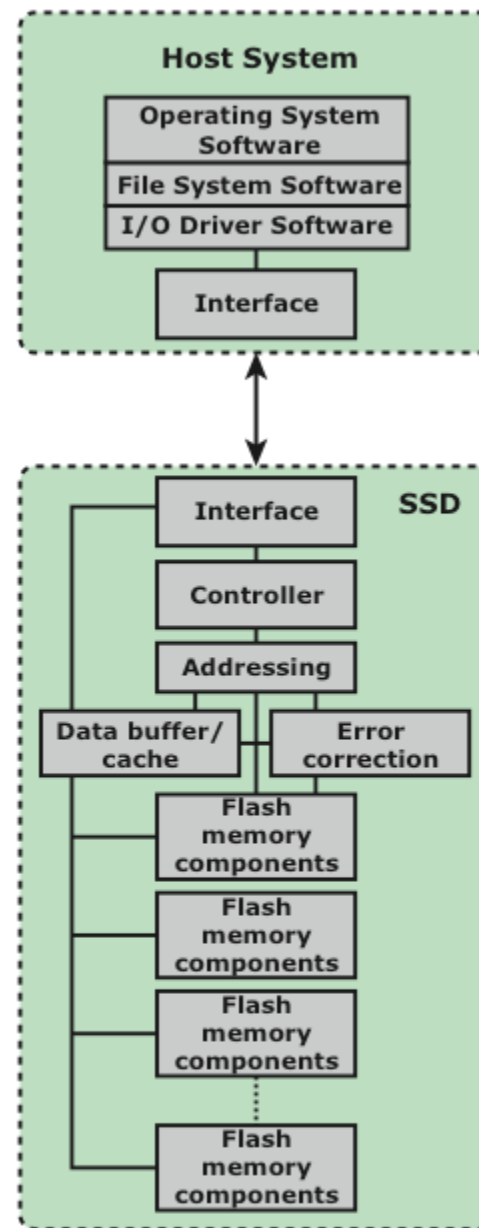 Host System
Operating System
Software
File System Software
I/O Driver Software
Interface
SSD
Interface
Controller
Addressing
Data buffer/
cache
Error
correction
Flash
memory
components
Flash
memory
components
Flash
memory
components
Flash
memory
components